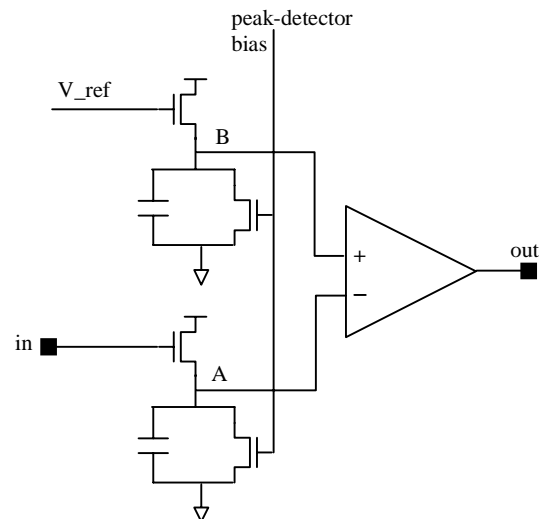 peak-detector
bias
V_ref
B
+
out
−
in
A